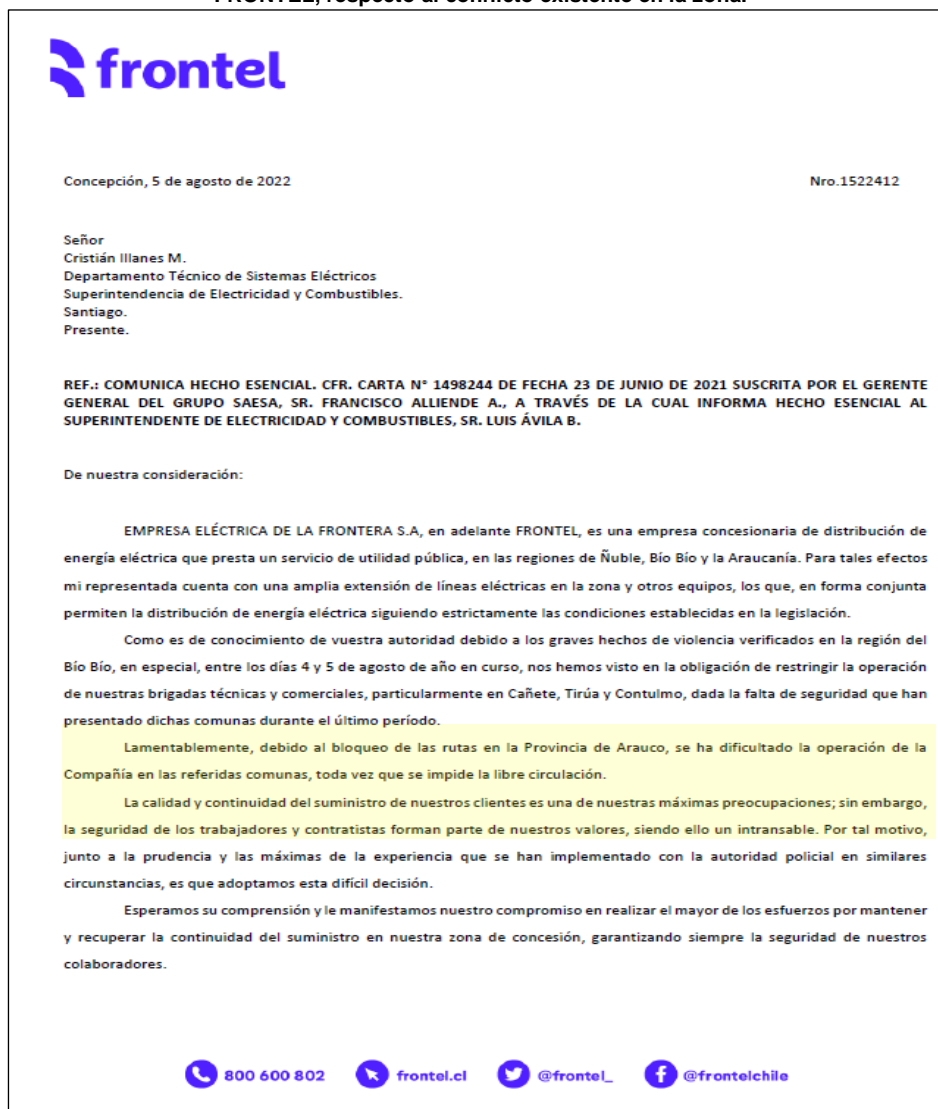 FRONTEL, respecto al conflicto existente en la zona.
frontel
Concepción, 5 de agosto de 2022 Nro.1522412
Señor
Cristián Illanes M.
Departamento Técnico de Sistemas Eléctricos
Superintendencia de Electricidad y Combustibles.
Santiago.
Presente.
REF.: COMUNICA HECHO ESENCIAL. CFR. CARTA N° 1498244 DE FECHA 23 DE JUNIO DE 2021 SUSCRITA POR EL GERENTE
GENERAL DEL GRUPO SAESA, SR. FRANCISCO ALLIENDE A., A TRAVÉS DE LA CUAL INFORMA HECHO ESENCIAL AL
SUPERINTENDENTE DE ELECTRICIDAD Y COMBUSTIBLES, SR. LUIS ÁVILA B.
De nuestra consideración:
EMPRESA ELÉCTRICA DE LA FRONTERA S.A, en adelante FRONTEL, es una empresa concesionaria de distribución de
energía eléctrica que presta un servicio de utilidad pública, en las regiones de Ñuble, Bío Bío y la Araucanía. Para tales efectos
mi representada cuenta con una amplia extensión de líneas eléctricas en la zona y otros equipos, los que, en forma conjunta
permiten la distribución de energía eléctrica siguiendo estrictamente las condiciones establecidas en la legislación.
Como es de conocimiento de vuestra autoridad debido a los graves hechos de violencia verificados en la región del
Bío Bío, en especial, entre los días 4 y 5 de agosto de año en curso, nos hemos visto en la obligación de restringir la operación
de nuestras brigadas técnicas y comerciales, particularmente en Cañete, Tirúa y Contulmo, dada la falta de seguridad que han
presentado dichas comunas durante el último período.
Lamentablemente, debido al bloqueo de las rutas en la Provincia de Arauco, se ha dificultado la operación de la
Compañía en las referidas comunas, toda vez que se impide la libre circulación.
La calidad y continuidad del suministro de nuestros clientes es una de nuestras máximas preocupaciones; sin embargo,
la seguridad de los trabajadores y contratistas forman parte de nuestros valores, siendo ello un intransable. Por tal motivo,
junto a la prudencia y las máximas de la experiencia que se han implementado con la autoridad policial en similares
circunstancias, es que adoptamos esta difícil decisión.
Esperamos su comprensión y le manifestamos nuestro compromiso en realizar el mayor de los esfuerzos por mantener
y recuperar la continuidad del suministro en nuestra zona de concesión, garantizando siempre la seguridad de nuestros
colaboradores.
800 600 802 frontel.cl @frontel_ @frontelchile